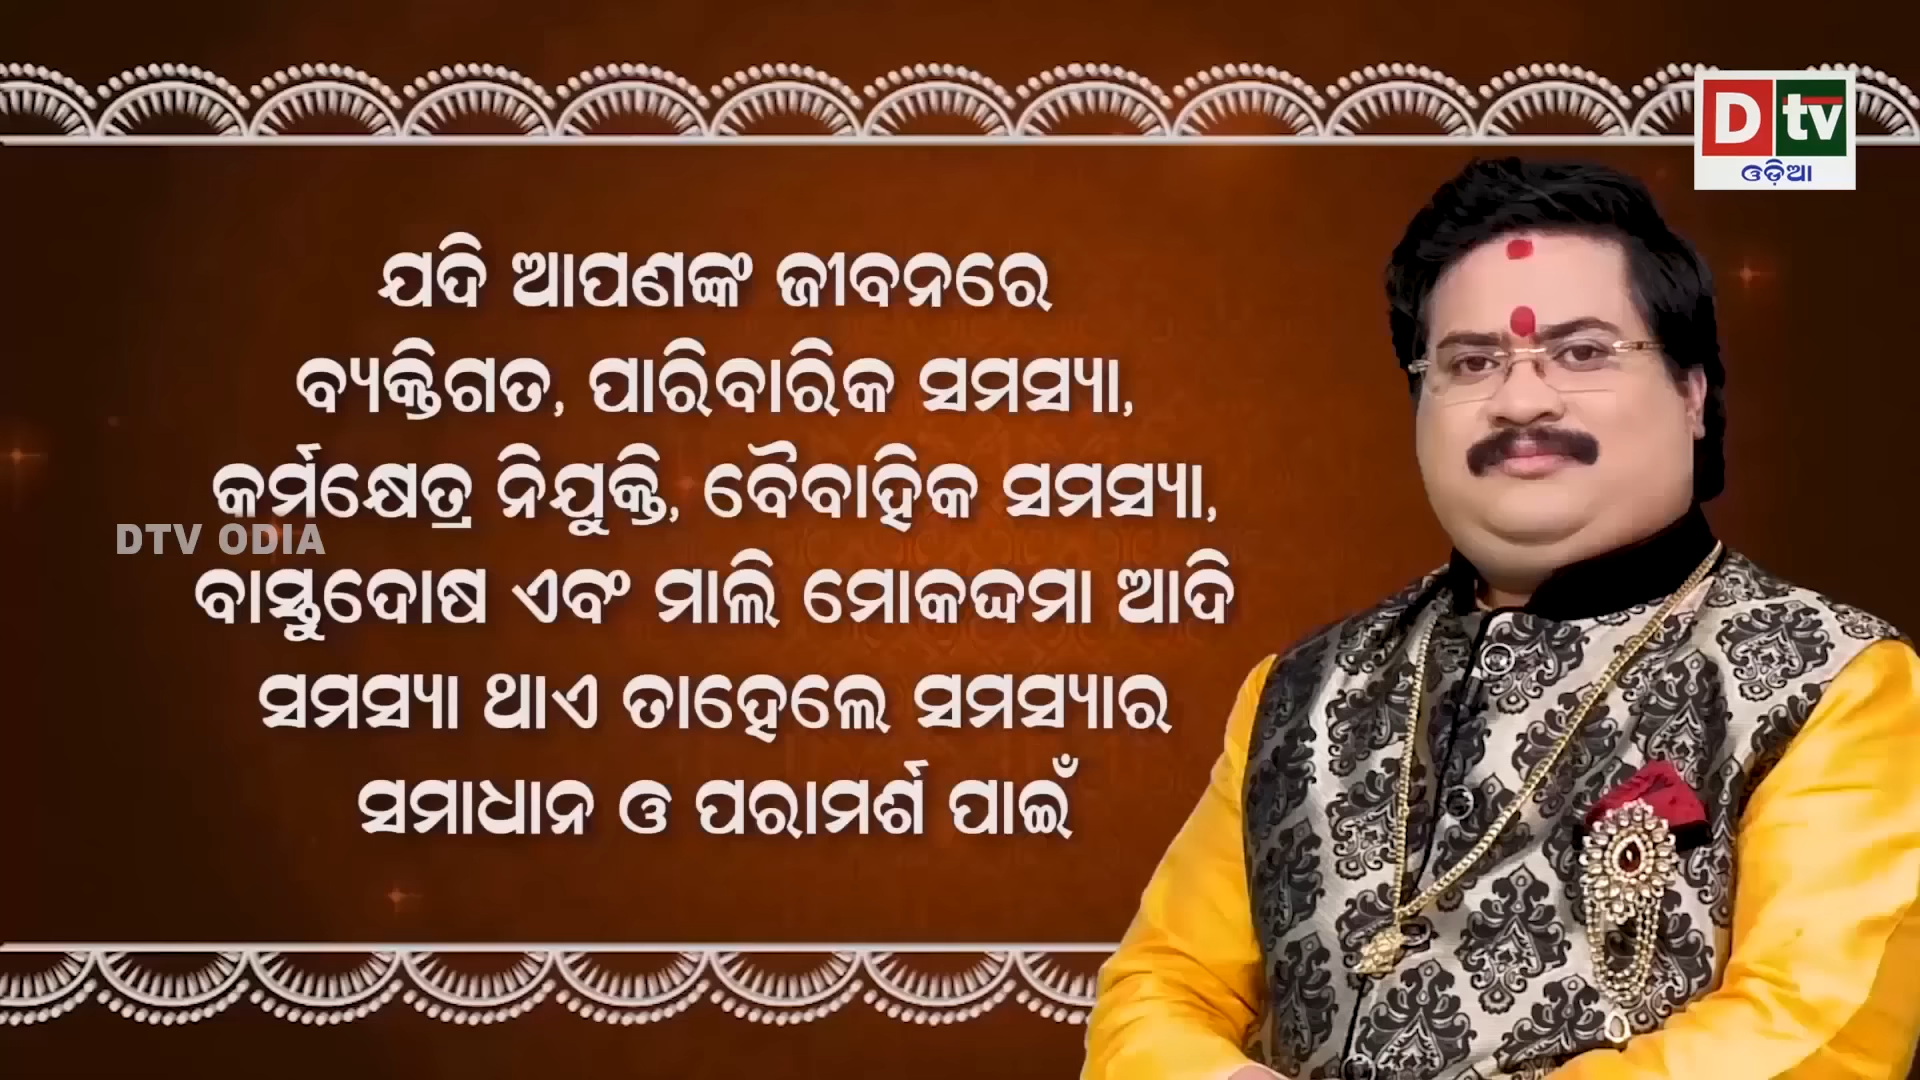 D tv
ଓଡ଼ିଆ
ଯଦି ଆପଣଙ୍କ ଜୀବନରେ
ବ୍ୟକ୍ତିଗତ, ପାରିବାରିକ ସମସ୍ୟା,
କର୍ମକ୍ଷେତ୍ର ନିଯୁକ୍ତି, ବୈବାହିକ ସମସ୍ୟା,
DTV ODIA
ବାସ୍ତୁଦୋଷ ଏବଂ ମାଲି ମୋକଦ୍ଦମା ଆଦି
ସମସ୍ୟା ଥାଏ ତାହେଲେ ସମସ୍ୟାର
ସମାଧାନ ଓ ପରାମର୍ଶ ପାଇଁ